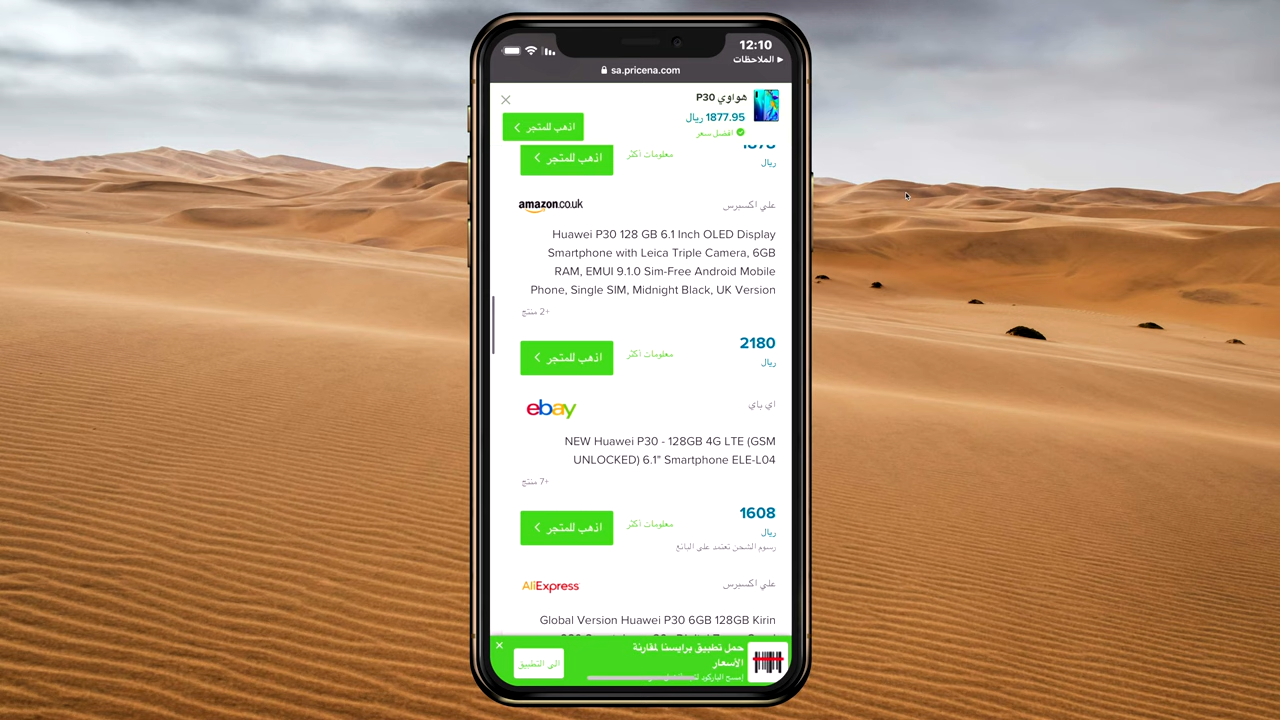 12:10
الملاحظات ◀
sa.pricena.com
هواوي P30
1877.95 ريال
افضل سعر
اذهب للمتجر
ريال
معلومات أكثر
اذهب للمتجر
علي اكسبرس
amazon.co.uk
Huawei P30 128 GB 6.1 Inch OLED Display
Smartphone with Leica Triple Camera, 6GB
RAM, EMUI 9.1.0 Sim-Free Android Mobile
Phone, Single SIM, Midnight Black, UK Version
+2 منتج
2180
ريال
معلومات أكثر
اذهب للمتجر
اي باي
ebay
NEW Huawei P30 - 128GB 4G LTE (GSM
UNLOCKED) 6.1" Smartphone ELE-L04
+7 منتج
1608
ريال
معلومات أكثر
اذهب للمتجر
رسوم الشحن تعتمد على البائع
علي اكسبرس
AliExpress
Global Version Huawei P30 6GB 128GB Kirin
حمل تطبيق برايسنا لمقارنة
الأسعار
إمسح الباركود
الى التطبيق